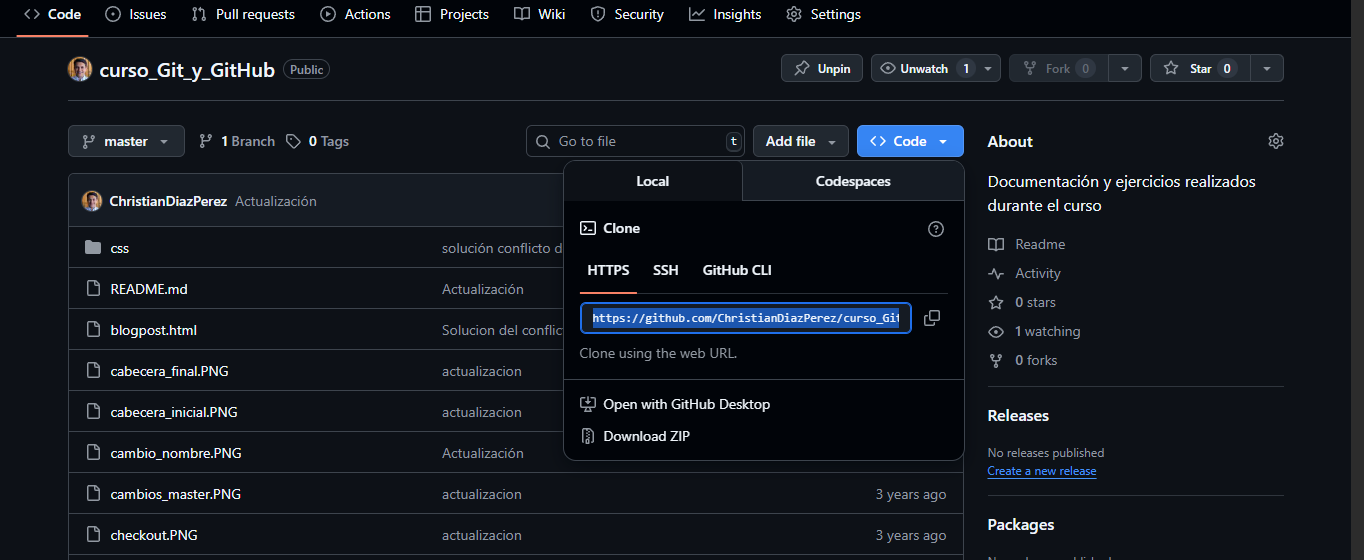 Code Issues Pull requests Actions Projects Wiki Security Insights Settings
curso_Git_y_GitHub Public Unpin Unwatch 1 Fork 0 Star 0
master 1 Branch 0 Tags Go to file t Add file Code
Local Codespaces
Clone
HTTPS SSH GitHub CLI
https://github.com/ChristianDiazPerez/curso_Git
Clone using the web URL.
Open with GitHub Desktop
Download ZIP
ChristianDiazPerez Actualización
css solución conflicto d
README.md Actualización
blogpost.html Solucion del conflic
cabecera_final.PNG actualizacion
cabecera_inicial.PNG actualizacion
cambio_nombre.PNG Actualización
cambios_master.PNG actualizacion 3 years ago
checkout.PNG actualizacion 3 years ago
About
Documentación y ejercicios realizados
durante el curso
Readme
Activity
0 stars
1 watching
0 forks
Releases
No releases published
Create a new release
Packages